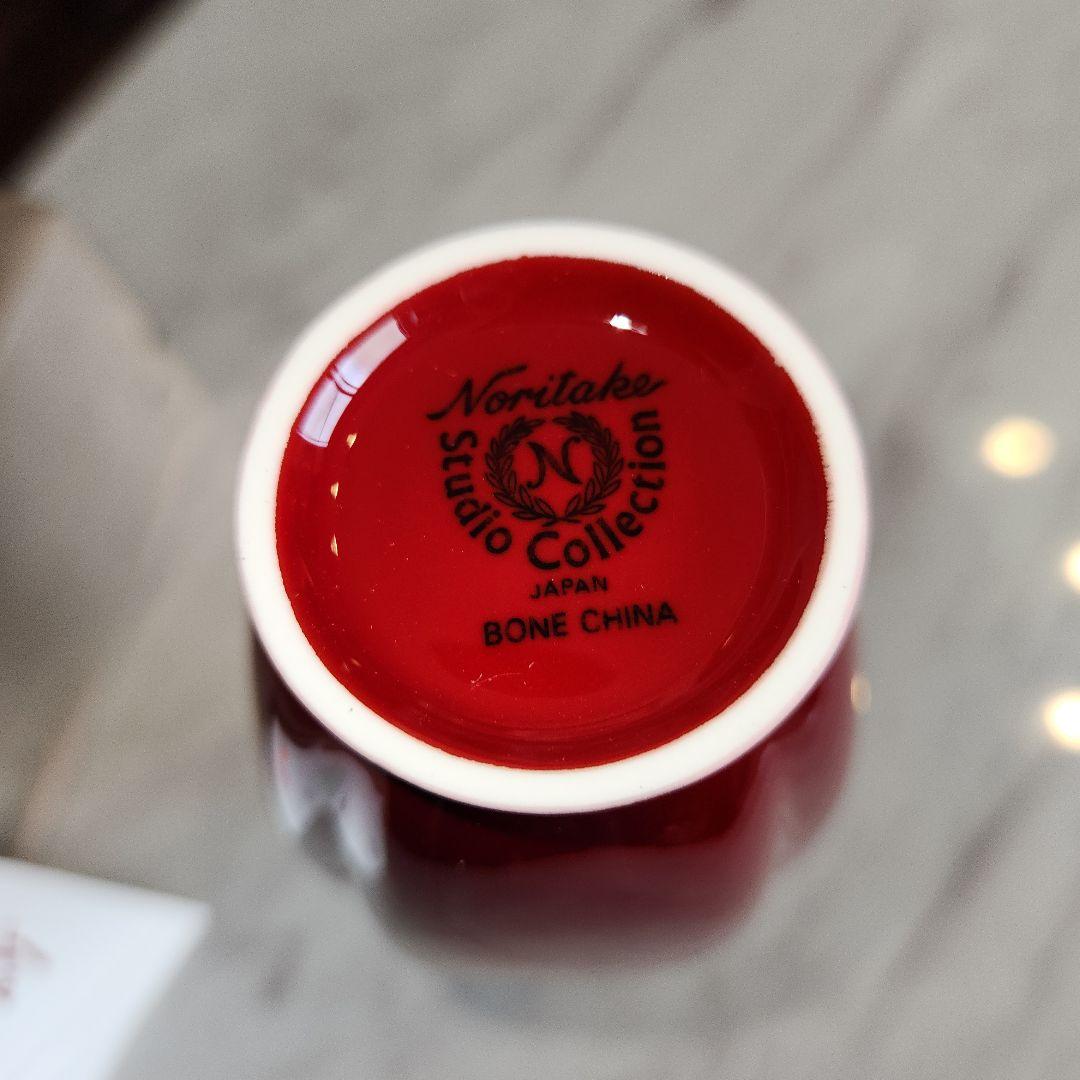 Noritake
N
Studio Collection
JAPAN
BONE CHINA